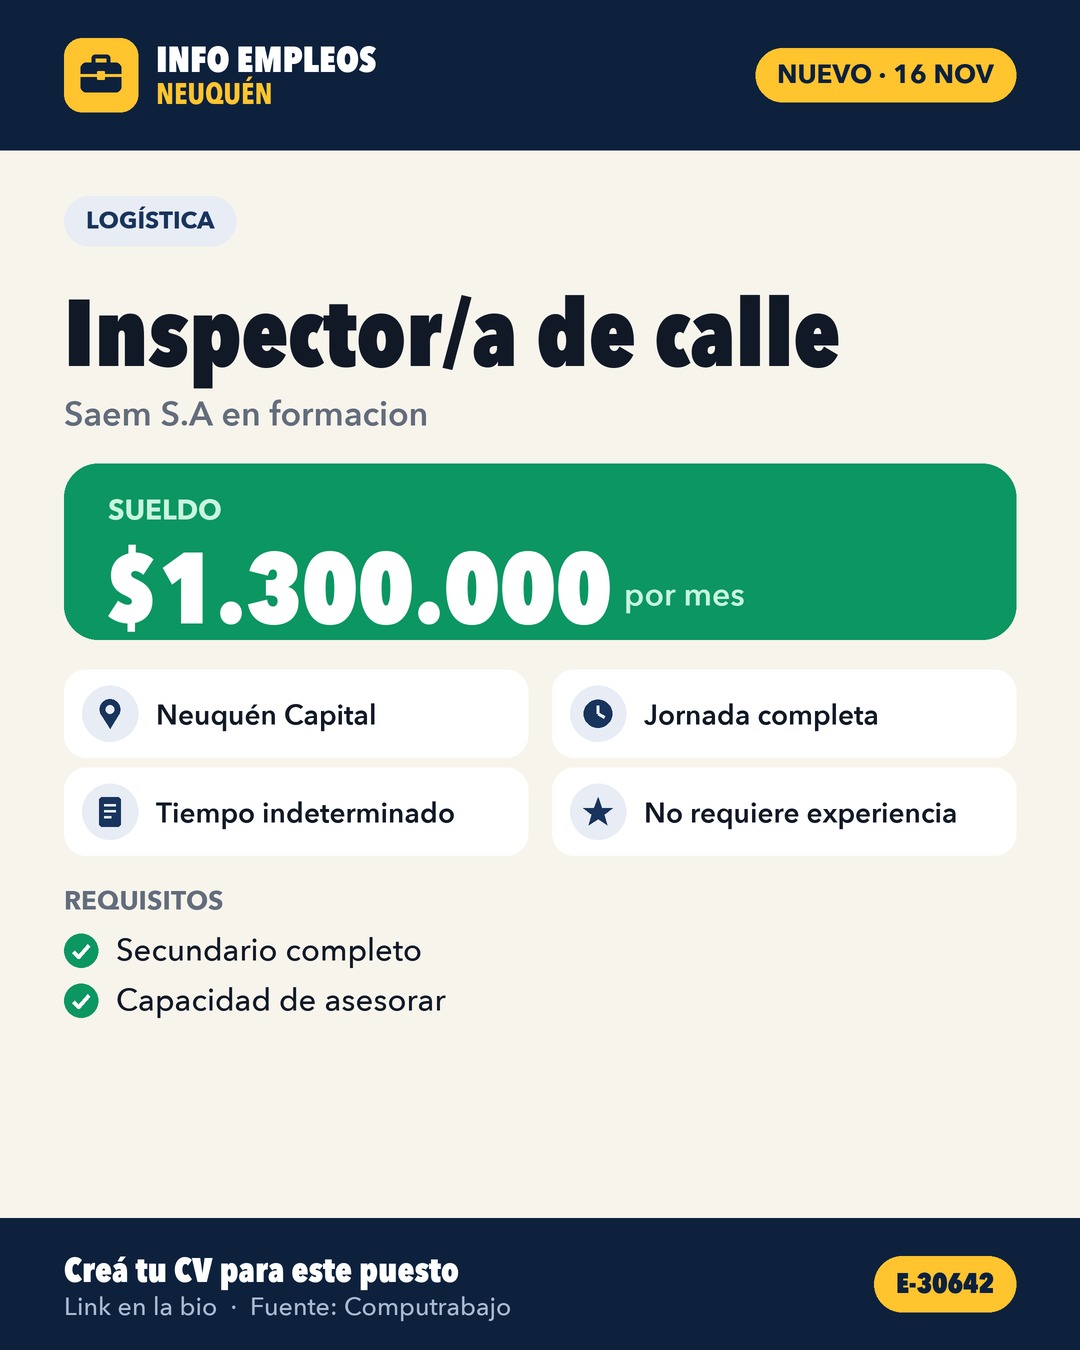 INFO EMPLEOS
NEUQUÉN
NUEVO · 16 NOV
LOGÍSTICA
Inspector/a de calle
Saem S.A en formacion
SUELDO
$1.300.000 por mes
Neuquén Capital
Jornada completa
Tiempo indeterminado
No requiere experiencia
REQUISITOS
Secundario completo
Capacidad de asesorar
Creá tu CV para este puesto
Link en la bio · Fuente: Computrabajo
E-30642